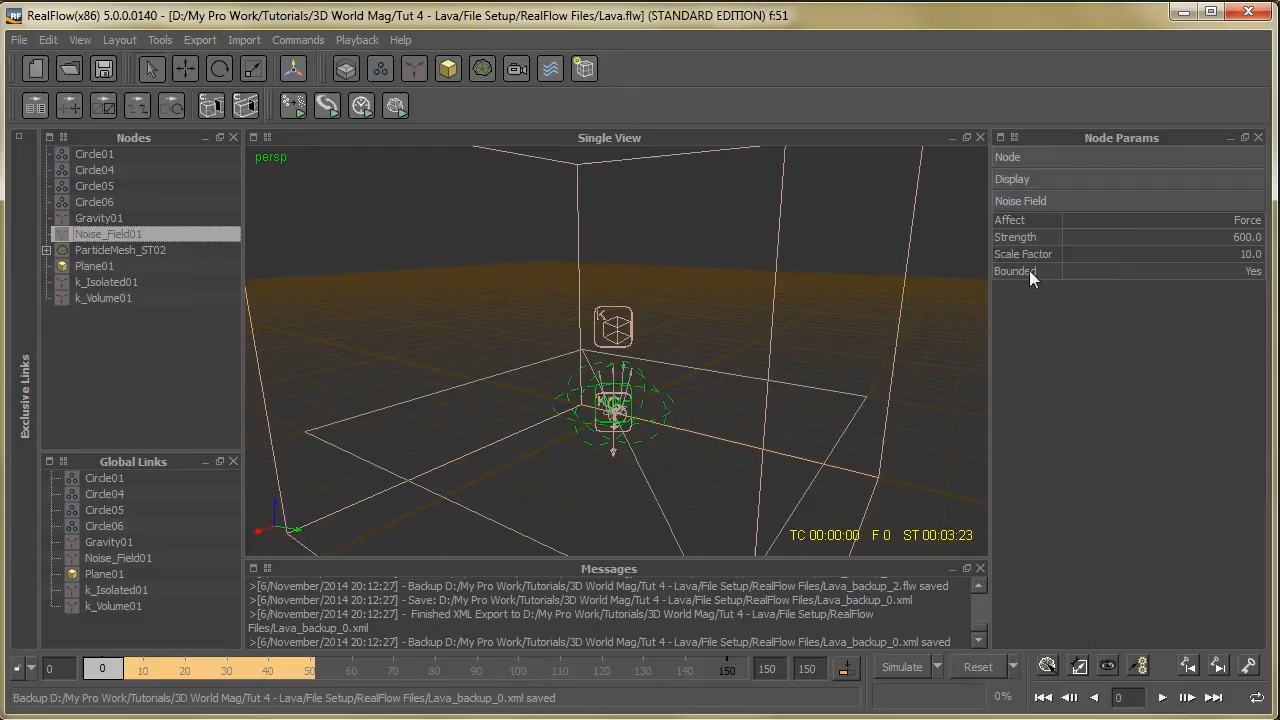 RealFlow(x86) 5.0.0.0140 - [D:/My Pro Work/Tutorials/3D World Mag/Tut 4 - Lava/File Setup/RealFlow Files/Lava.flw] (STANDARD EDITION) f:51
File Edit View Layout Tools Export Import Commands Playback Help
Nodes
Circle01
Circle04
Circle05
Circle06
Gravity01
Noise_Field01
ParticleMesh_ST02
Plane01
k_Isolated01
k_Volume01
Exclusive Links
Global Links
Circle01
Circle04
Circle05
Circle06
Gravity01
Noise_Field01
Plane01
k_Isolated01
k_Volume01
Single View
persp
TC 00:00:00 F 0 ST 00:03:23
Messages
>[6/November/2014 20:12:27] - Backup D:/My Pro Work/Tutorials/3D World Mag/Tut 4 - Lava/File Setup/RealFlow Files/Lava_backup_2.flw saved
>[6/November/2014 20:12:27] - Save: D:/My Pro Work/Tutorials/3D World Mag/Tut 4 - Lava/File Setup/RealFlow Files/Lava_backup_0.xml
>[6/November/2014 20:12:27] - Finished XML Export to D:/My Pro Work/Tutorials/3D World Mag/Tut 4 - Lava/File Setup/RealFlow
Files/Lava_backup_0.xml
>[6/November/2014 20:12:27] - Backup D:/My Pro Work/Tutorials/3D World Mag/Tut 4 - Lava/File Setup/RealFlow Files/Lava_backup_0.xml saved
Node Params
Node
Display
Noise Field
Affect Force
Strength 600.0
Scale Factor 10.0
Bounded Yes
0 0 10 20 30 40 50 60 70 80 90 100 110 120 130 140 150 150 150
Simulate Reset
Backup D:/My Pro Work/Tutorials/3D World Mag/Tut 4 - Lava/File Setup/RealFlow Files/Lava_backup_0.xml saved
0% 0